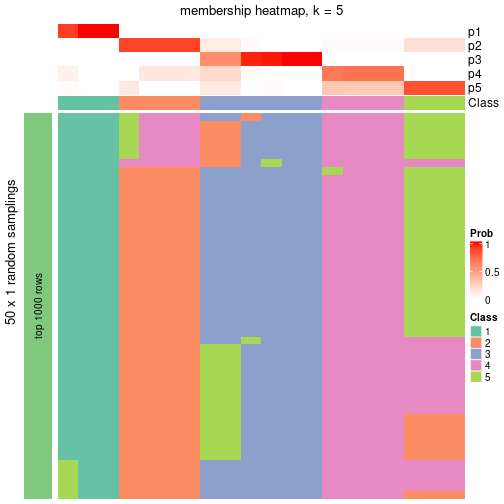 membership heatmap, k = 5
p1
p2
p3
p4
p5
Class
50 x 1 random samplings
top 1000 rows
Prob
1
0.5
0
Class
1
2
3
4
5